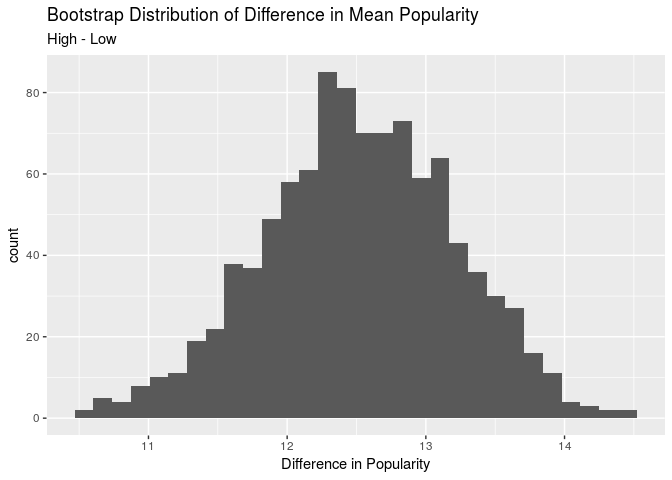 Bootstrap Distribution of Difference in Mean Popularity
High - Low
80
60
40
20
0
count
11 12 13 14
Difference in Popularity